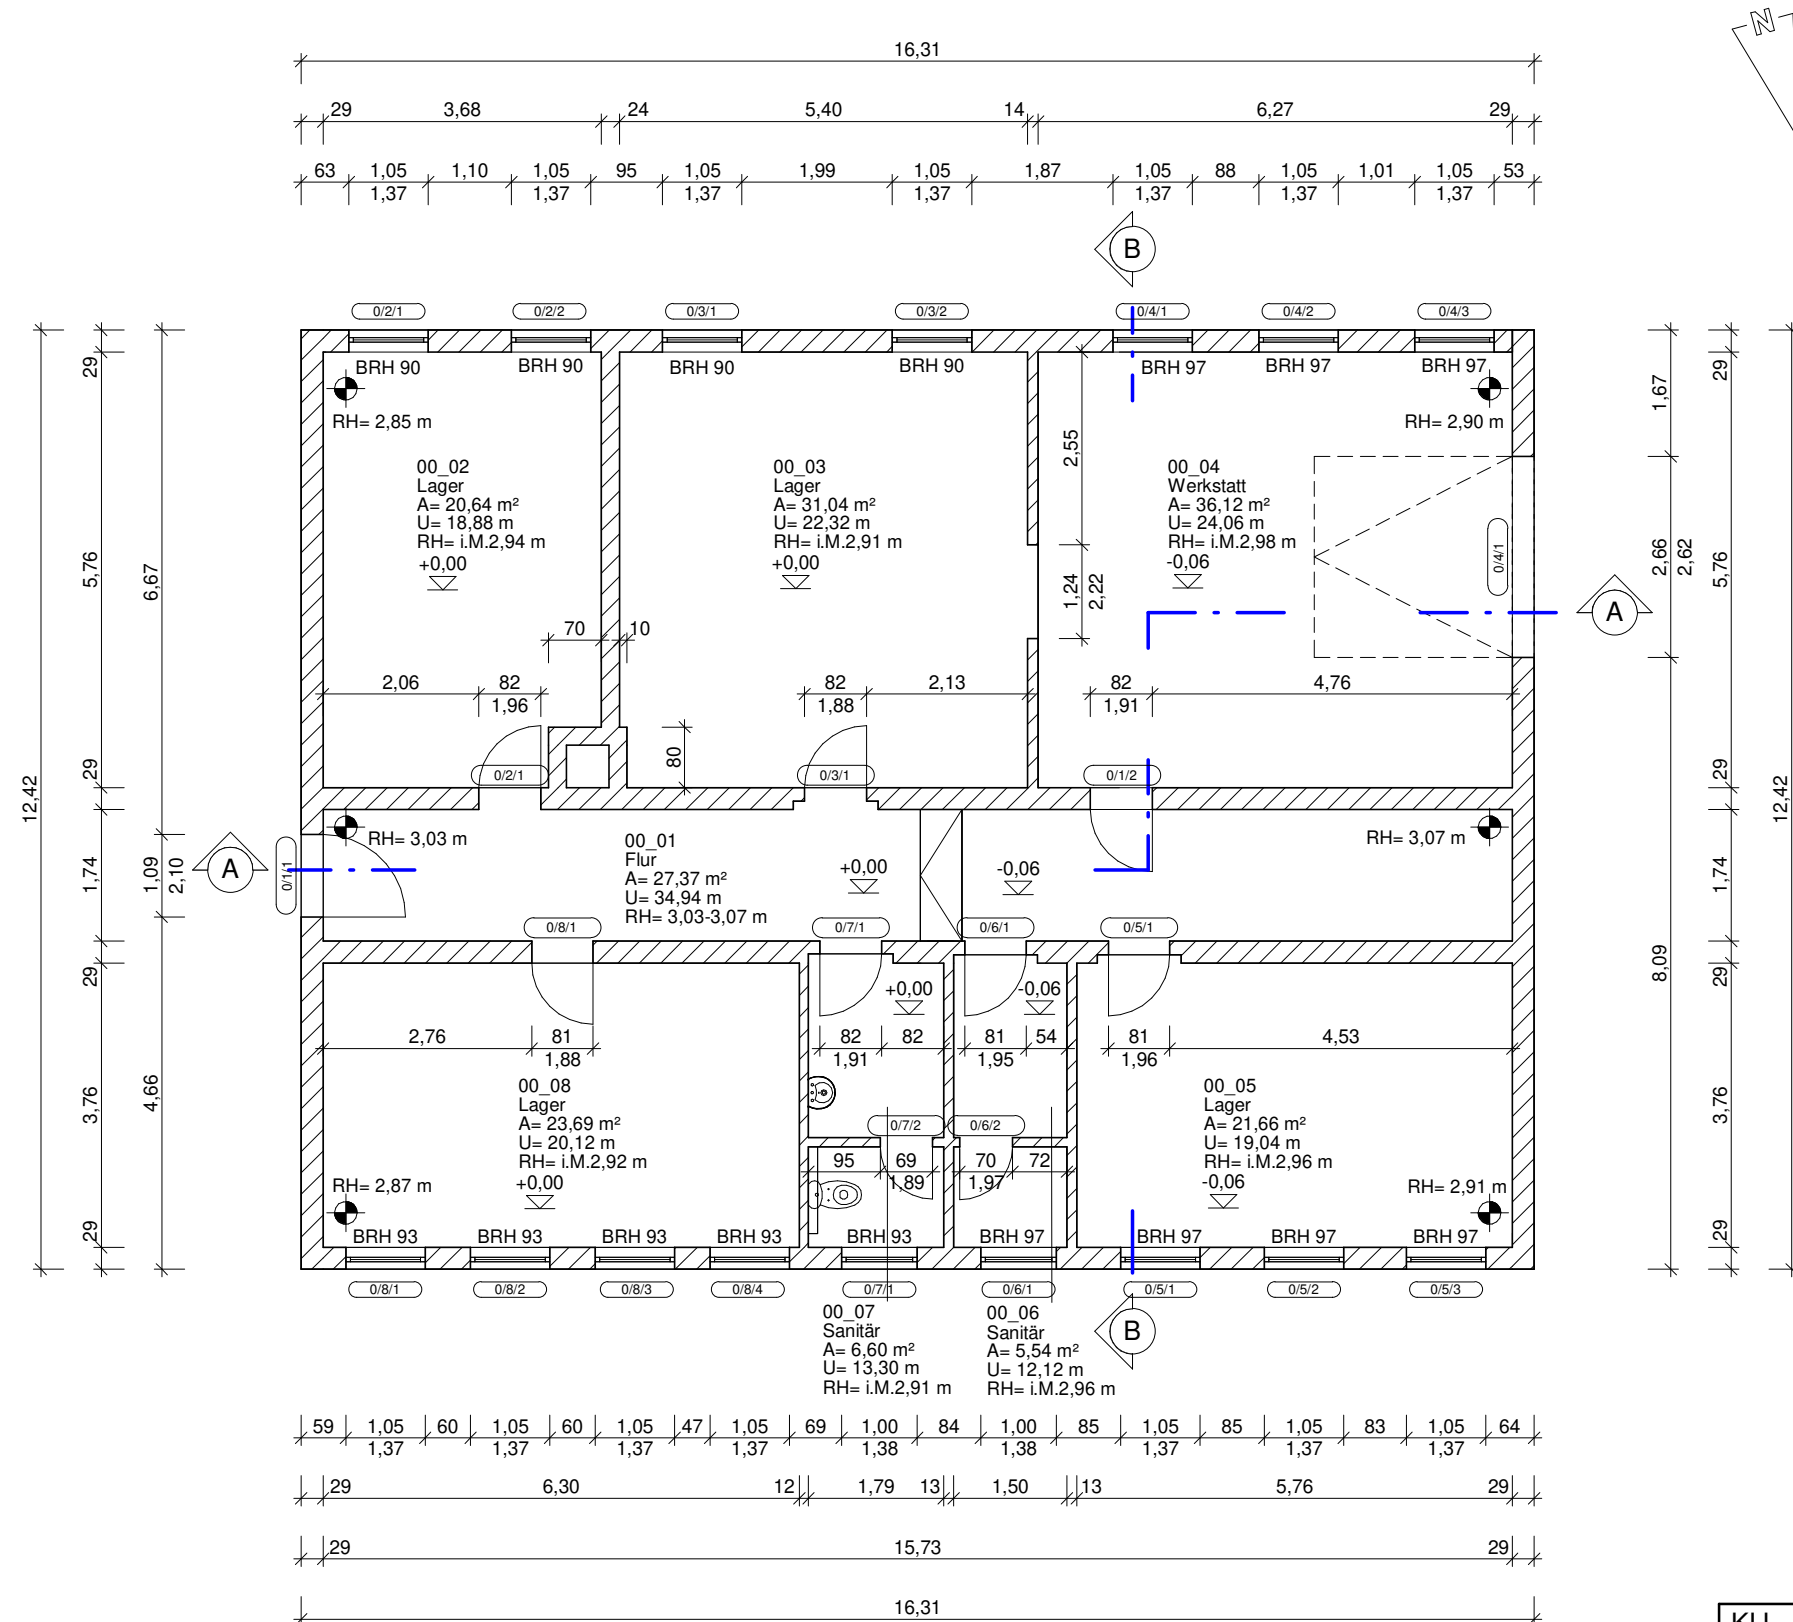 N
16,31
29 3,68 24 5,40 14 6,27 29
63 1,05 1,10 1,05 95 1,05 1,99 1,05 1,87 1,05 88 1,05 1,01 1,05 53
1,37 1,37 1,37 1,37 1,37 1,37 1,37
B
0/2/1 0/2/2 0/3/1 0/3/2 0/4/1 0/4/2 0/4/3
BRH 90 BRH 90 BRH 90 BRH 90 BRH 97 BRH 97 BRH 97
RH= 2,85 m
RH= 2,90 m
00_02
Lager
A= 20,64 m²
U= 18,88 m
RH= i.M.2,94 m
+0,00
00_03
Lager
A= 31,04 m²
U= 22,32 m
RH= i.M.2,91 m
+0,00
00_04
Werkstatt
A= 36,12 m²
U= 24,06 m
RH= i.M.2,98 m
-0,06
2,55
1,24
2,22
0/4/1
A
70 10
2,06 82 82 2,13 82 4,76
1,96 1,88 1,91
80
0/2/1 0/3/1 0/1/2
12,42
29
5,76
29
1,74
29
3,76
29
6,67
1,09
2,10
4,66
1,67
2,66
2,62
8,09
29
5,76
29
1,74
29
3,76
29
12,42
A
0/1/1
RH= 3,03 m
RH= 3,07 m
00_01
Flur
A= 27,37 m²
U= 34,94 m
RH= 3,03-3,07 m
+0,00
-0,06
0/8/1 0/7/1 0/6/1 0/5/1
+0,00
-0,06
2,76 81 82 82 81 54 81 4,53
1,88 1,91 1,95 1,96
00_08
Lager
A= 23,69 m²
U= 20,12 m
RH= i.M.2,92 m
+0,00
00_05
Lager
A= 21,66 m²
U= 19,04 m
RH= i.M.2,96 m
-0,06
0/7/2 0/6/2
95 69 70 72
1,89 1,97
RH= 2,87 m
RH= 2,91 m
BRH 93 BRH 93 BRH 93 BRH 93 BRH 93 BRH 97 BRH 97 BRH 97 BRH 97
0/8/1 0/8/2 0/8/3 0/8/4 0/7/1 0/6/1 0/5/1 0/5/2 0/5/3
00_07
Sanitär
A= 6,60 m²
U= 13,30 m
RH= i.M.2,91 m
00_06
Sanitär
A= 5,54 m²
U= 12,12 m
RH= i.M.2,96 m
B
59 1,05 60 1,05 60 1,05 47 1,05 69 1,00 84 1,00 85 1,05 85 1,05 83 1,05 64
1,37 1,37 1,37 1,37 1,38 1,38 1,37 1,37 1,37
29 6,30 12 1,79 13 1,50 13 5,76 29
29 15,73 29
16,31